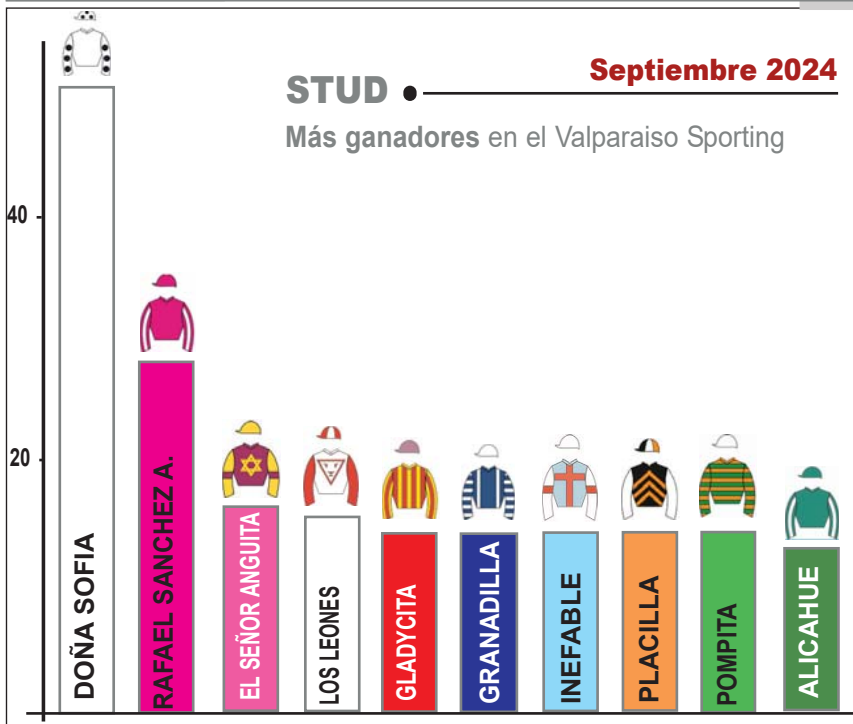 Septiembre 2024
STUD
Más ganadores en el Valparaiso Sporting
40
20
DOÑA SOFIA
RAFAEL SANCHEZ A.
EL SEÑOR ANGUITA
LOS LEONES
GLADYCITA
GRANADILLA
INEFABLE
PLACILLA
POMPITA
ALICAHUE